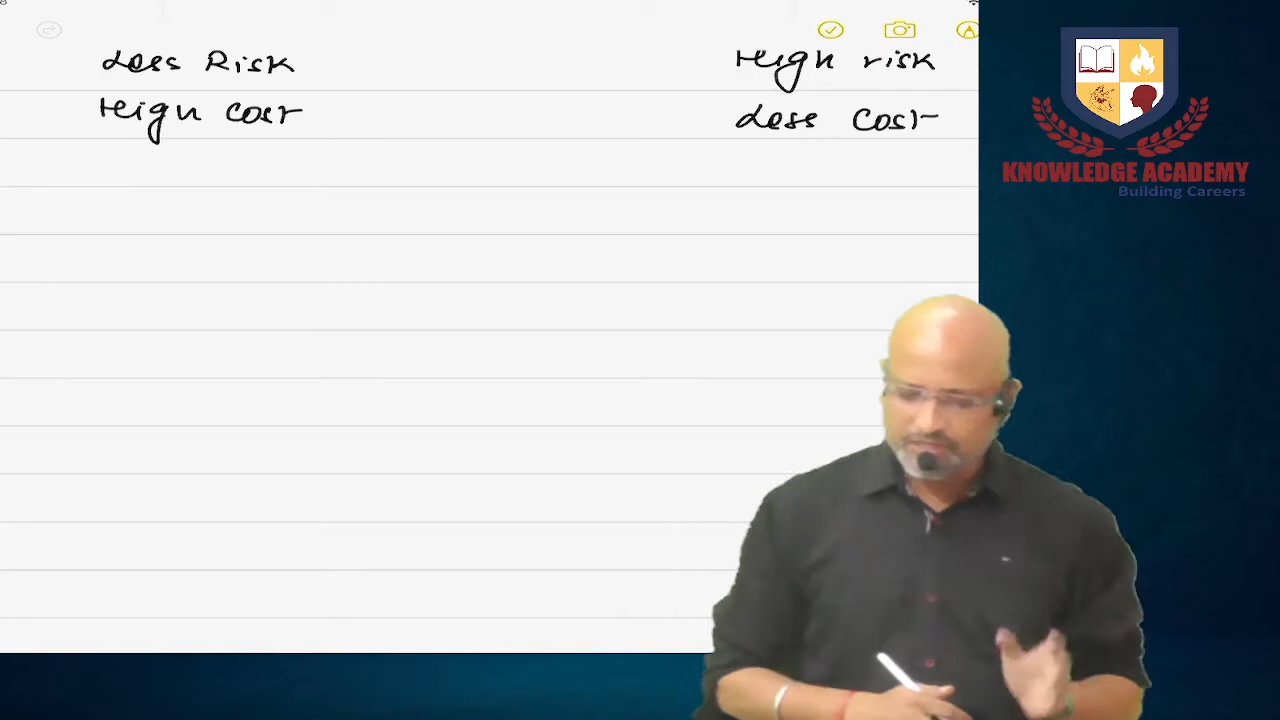 Less Risk
High Cost
High risk
Less Cost
KNOWLEDGE ACADEMY
Building Careers